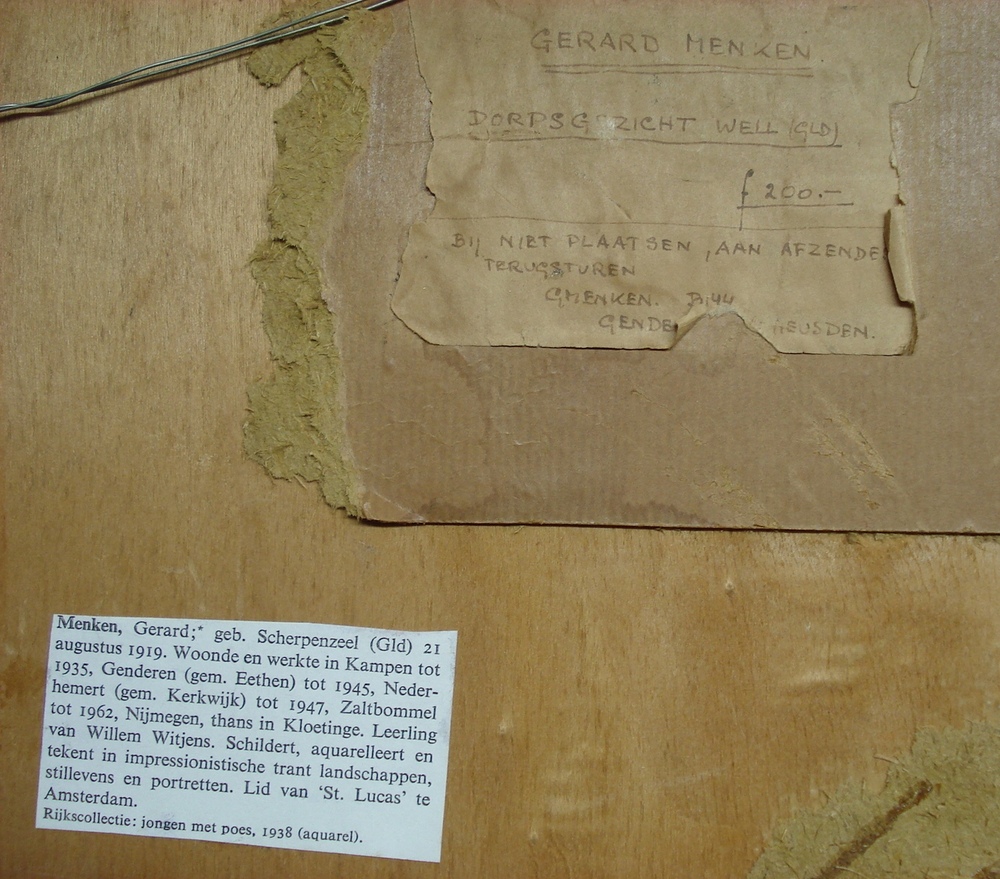 GERARD MENKEN.
DORPSGEZICHT WELL (GLD)
f 200.-
BIJ NIET PLAATSEN, AAN AFZENDE
TERUGSTUREN
GMENKEN.
GENDE HEUSDEN.
Menken, Gerard;* geb. Scherpenzeel (Gld) 21
augustus 1919. Woonde en werkte in Kampen tot
1935, Genderen (gem. Eethen) tot 1945, Neder-
hemert (gem. Kerkwijk) tot 1947, Zaltbommel
tot 1962, Nijmegen, thans in Kloetinge. Leerling
van Willem Witjens. Schildert, aquarelleert en
tekent in impressionistische trant landschappen,
stillevens en portretten. Lid van ‘St. Lucas’ te
Amsterdam.
Rijkscollectie: jongen met poes, 1938 (aquarel).